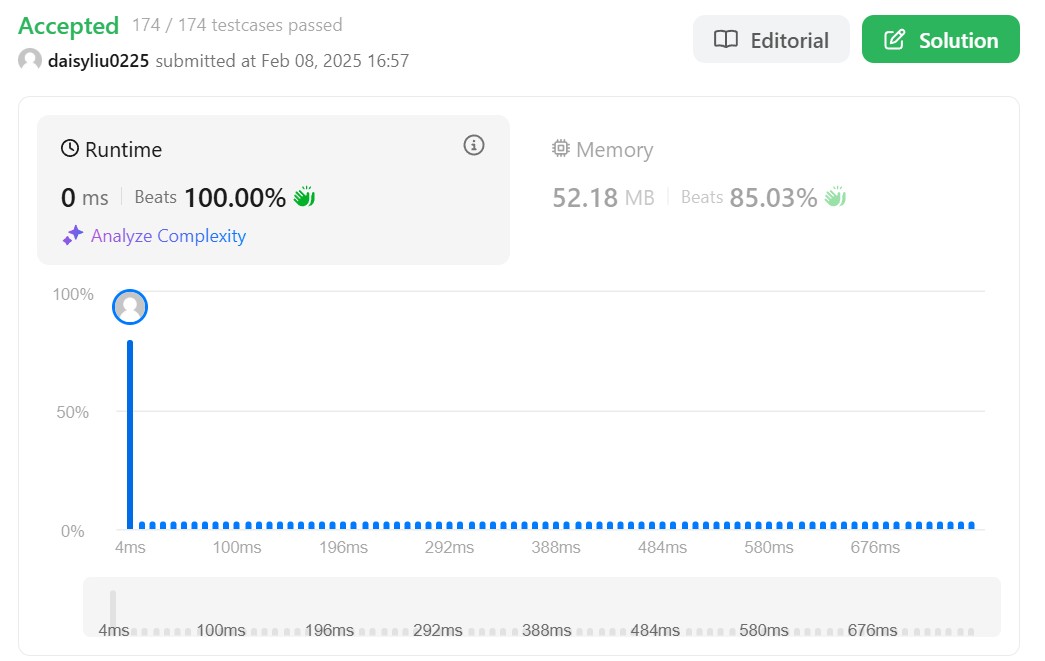 Accepted 174 / 174 testcases passed
Editorial
Solution
daisyliu0225 submitted at Feb 08, 2025 16:57
Runtime
0 ms Beats 100.00%
Analyze Complexity
Memory
52.18 MB Beats 85.03%
100%
50%
0%
4ms 100ms 196ms 292ms 388ms 484ms 580ms 676ms
4ms 100ms 196ms 292ms 388ms 484ms 580ms 676ms